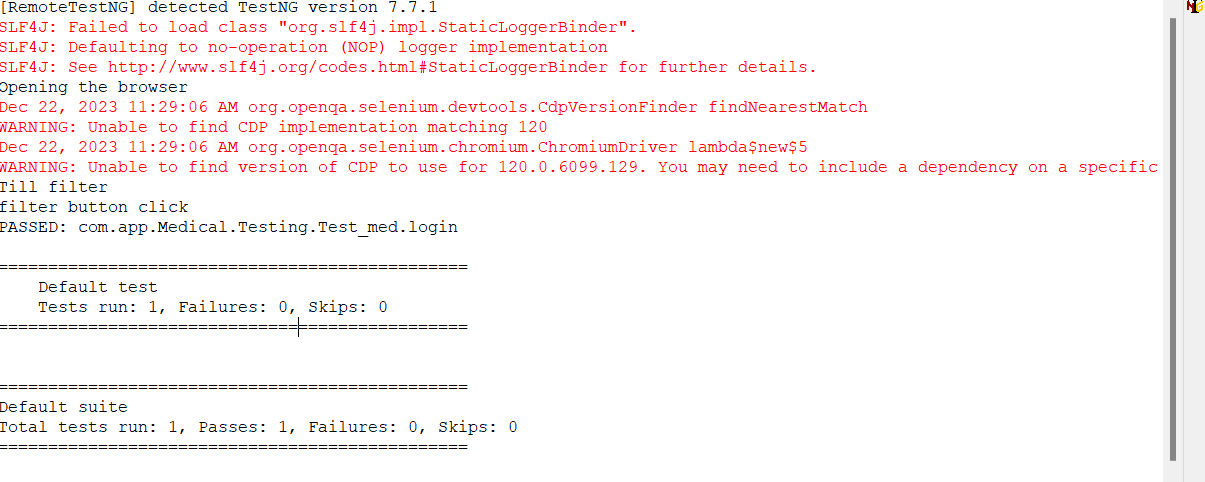 [RemoteTestNG] detected TestNG version 7.7.1
SLF4J: Failed to load class "org.slf4j.impl.StaticLoggerBinder".
SLF4J: Defaulting to no-operation (NOP) logger implementation
SLF4J: See http://www.slf4j.org/codes.html#StaticLoggerBinder for further details.
Opening the browser
Dec 22, 2023 11:29:06 AM org.openqa.selenium.devtools.CdpVersionFinder findNearestMatch
WARNING: Unable to find CDP implementation matching 120
Dec 22, 2023 11:29:06 AM org.openqa.selenium.chromium.ChromiumDriver lambda$new$5
WARNING: Unable to find version of CDP to use for 120.0.6099.129. You may need to include a dependency on a specific
Till filter
filter button click
PASSED: com.app.Medical.Testing.Test_med.login
===============================================
Default test
Tests run: 1, Failures: 0, Skips: 0
===============================================
===============================================
Default suite
Total tests run: 1, Passes: 1, Failures: 0, Skips: 0
===============================================